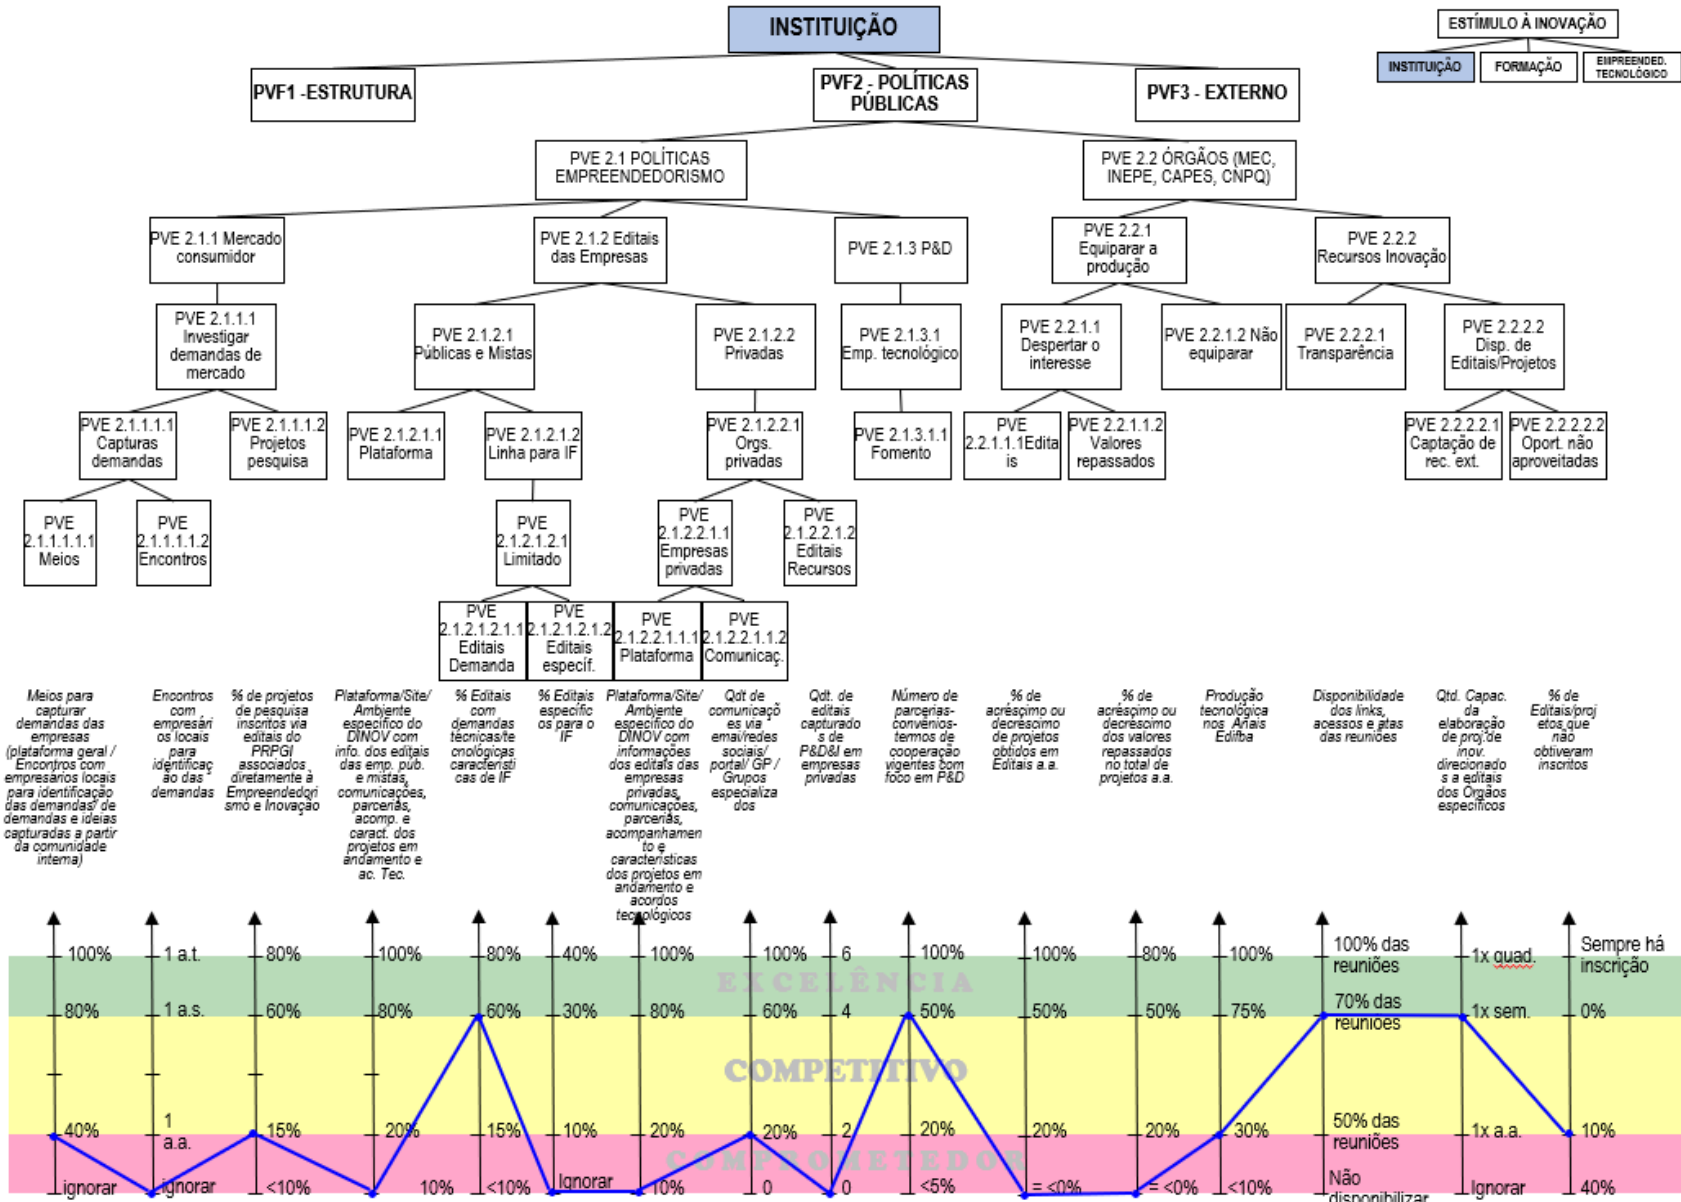 INSTITUIÇÃO
ESTÍMULO À INOVAÇÃO
INSTITUIÇÃO
FORMAÇÃO
EMPREENDED.
TECNOLÓGICO
PVF1 -ESTRUTURA
PVF2 - POLÍTICAS
PÚBLICAS
PVF3 - EXTERNO
PVE 2.1 POLÍTICAS
EMPREENDEDORISMO
PVE 2.2 ÓRGÃOS (MEC,
INEPE, CAPES, CNPQ)
PVE 2.1.1 Mercado
consumidor
PVE 2.1.2 Editais
das Empresas
PVE 2.1.3 P&D
PVE 2.2.1
Equiparar a
produção
PVE 2.2.2
Recursos Inovação
PVE 2.1.1.1
Investigar
demandas de
mercado
PVE 2.1.2.1
Públicas e Mistas
PVE 2.1.2.2
Privadas
PVE 2.1.3.1
Emp. tecnológico
PVE 2.2.1.1
Despertar o
interesse
PVE 2.2.1.2 Não
equiparar
PVE 2.2.2.1
Transparência
PVE 2.2.2.2
Disp. de
Editais/Projetos
PVE 2.1.1.1.1
Capturas
demandas
PVE 2.1.1.1.2
Projetos
pesquisa
PVE 2.1.2.1.1
Plataforma
PVE 2.1.2.1.2
Linha para IF
PVE 2.1.2.2.1
Orgs.
privadas
PVE 2.1.3.1.1
Fomento
PVE
2.2.1.1.1Edita
is
PVE 2.2.1.1.2
Valores
repassados
PVE 2.2.2.2.1
Captação de
rec. ext.
PVE 2.2.2.2.2
Oport. não
aproveitadas
PVE
2.1.1.1.1.1
Meios
PVE
2.1.1.1.1.2
Encontros
PVE
2.1.2.1.2.1
Limitado
PVE
2.1.2.2.1.1
Empresas
privadas
PVE
2.1.2.2.1.2
Editais
Recursos
PVE
2.1.2.1.2.1.1
Editais
Demanda
PVE
2.1.2.1.2.1.2
Editais
específ.
PVE
2.1.2.2.1.1.1
Plataforma
PVE
2.1.2.2.1.1.2
Comunicaç.
Meios para
capturar
demandas das
empresas
(plataforma geral /
Encontros com
empresários locais
para identificação
das demandas/ de
demandas e ideias
capturadas a partir
da comunidade
interna)
Encontros
com
empresári
os locais
para
identificaç
ão das
demandas
% de projetos
de pesquisa
inscritos via
editais do
PRPGI
associados
diretamente à
Empreendedori
smo e Inovação
Plataforma/Site/
Ambiente
específico do
DINOV com
info. dos editais
das emp. púb.
e mistas,
comunicações,
parcerias,
acomp. e
caract. dos
projetos em
andamento e
ac. Tec.
% Editais
com
demandas
técnicas/te
cnológicas
característi
cas de IF
% Editais
específic
os para o
IF
Plataforma/Site/
Ambiente
específico do
DINOV com
informações
dos editais das
empresas
privadas,
comunicações,
parcerias,
acompanhamen
to e
características
dos projetos em
andamento e
acordos
tecnológicos
Qdt de
comunicaçõ
es via
email/redes
sociais/
portal/ GP /
Grupos
especializa
dos
Qdt. de
editais
capturado
s de
P&D&I em
empresas
privadas
Número de
parcerias-
convênios-
termos de
cooperação
vigentes com
foco em P&D
% de
acréscimo ou
decréscimo
de projetos
obtidos em
Editais a.a.
% de
acréscimo ou
decréscimo
dos valores
repassados
no total de
projetos a.a.
Produção
tecnológica
nos Anais
Edifba
Disponibilidade
dos links,
acessos e atas
das reuniões
Qtd. Capac.
da
elaboração
de proj de
inov.
direcionado
s a editais
dos Órgãos
específicos
% de
Editais/proj
etos que
não
obtiveram
inscritos
100% 1 a.t. 80% 100% 80% 40% 100% 100% 6 100% 100% 80% 100% 100% das
reuniões 1x quad. Sempre há
inscrição
EXCELÊNCIA
80% 1 a.s. 60% 80% 60% 30% 80% 60% 4 50% 50% 50% 75% 70% das
reuniões 1x sem. 0%
COMPETITIVO
40% 1
a.a. 15% 20% 15% 10% 20% 20% 2 20% 20% 20% 30% 50% das
reuniões 1x a.a. 10%
COMPROMETEDOR
ignorar ignorar <10% 10% <10% Ignorar 10% 0 0 <5% = <0% = <0% <10% Não
disponibilizar Ignorar 40%